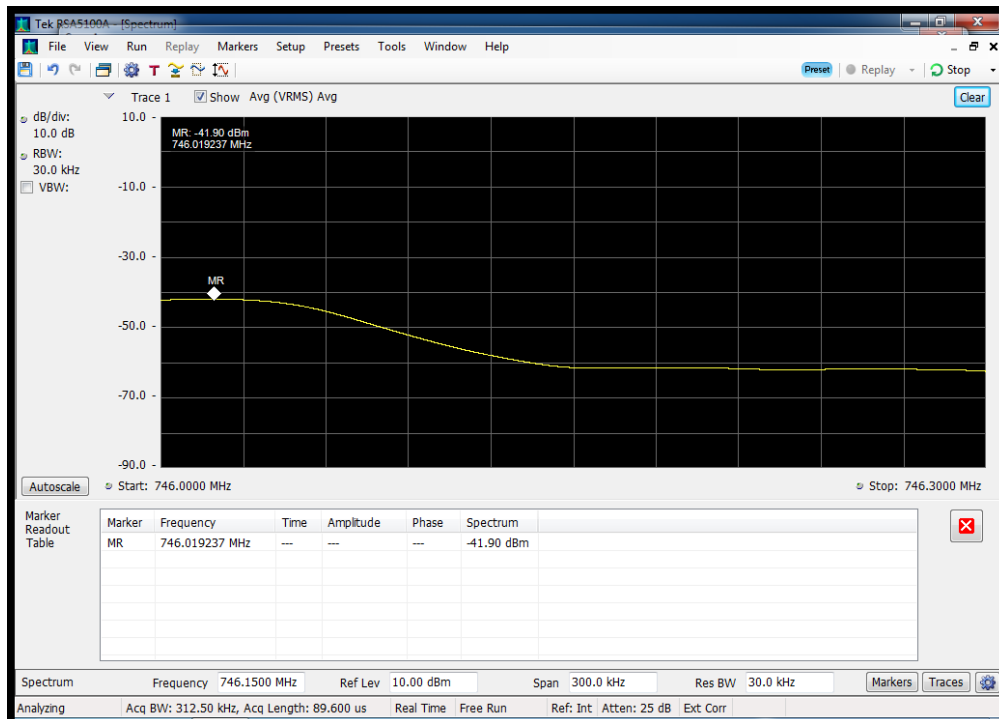 Tek RSA5100A - [Spectrum]
File View Run Replay Markers Setup Presets Tools Window Help
T Preset Replay Stop
Trace 1 Show Avg (VRMS) Avg Clear
dB/div:
10.0 dB
RBW:
30.0 kHz
VBW:
10.0
-10.0
-30.0
-50.0
-70.0
-90.0
MR: -41.90 dBm
746.019237 MHz
MR
Autoscale Start: 746.0000 MHz Stop: 746.3000 MHz
Marker
Readout
Table
Marker Frequency Time Amplitude Phase Spectrum
MR 746.019237 MHz --- --- --- -41.90 dBm
Spectrum Frequency 746.1500 MHz Ref Lev 10.00 dBm Span 300.0 kHz Res BW 30.0 kHz Markers Traces
Analyzing Acq BW: 312.50 kHz, Acq Length: 89.600 us Real Time Free Run Ref: Int Atten: 25 dB Ext Corr